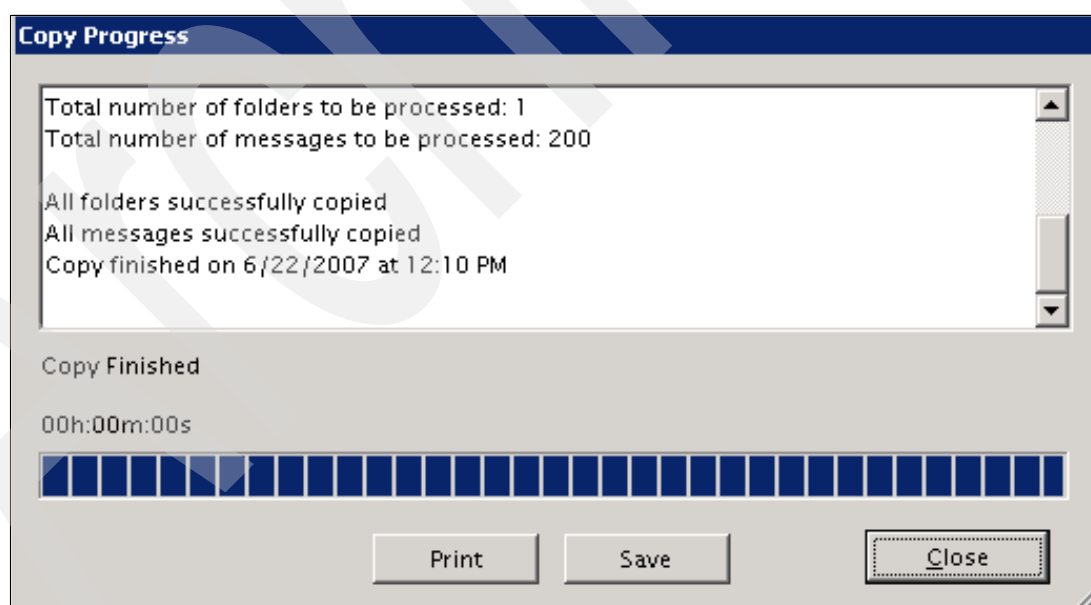 Copy Progress
Total number of folders to be processed: 1
Total number of messages to be processed: 200
All folders successfully copied
All messages successfully copied
Copy finished on 6/22/2007 at 12:10 PM
Copy Finished
00h:00m:00s
Print Save Close